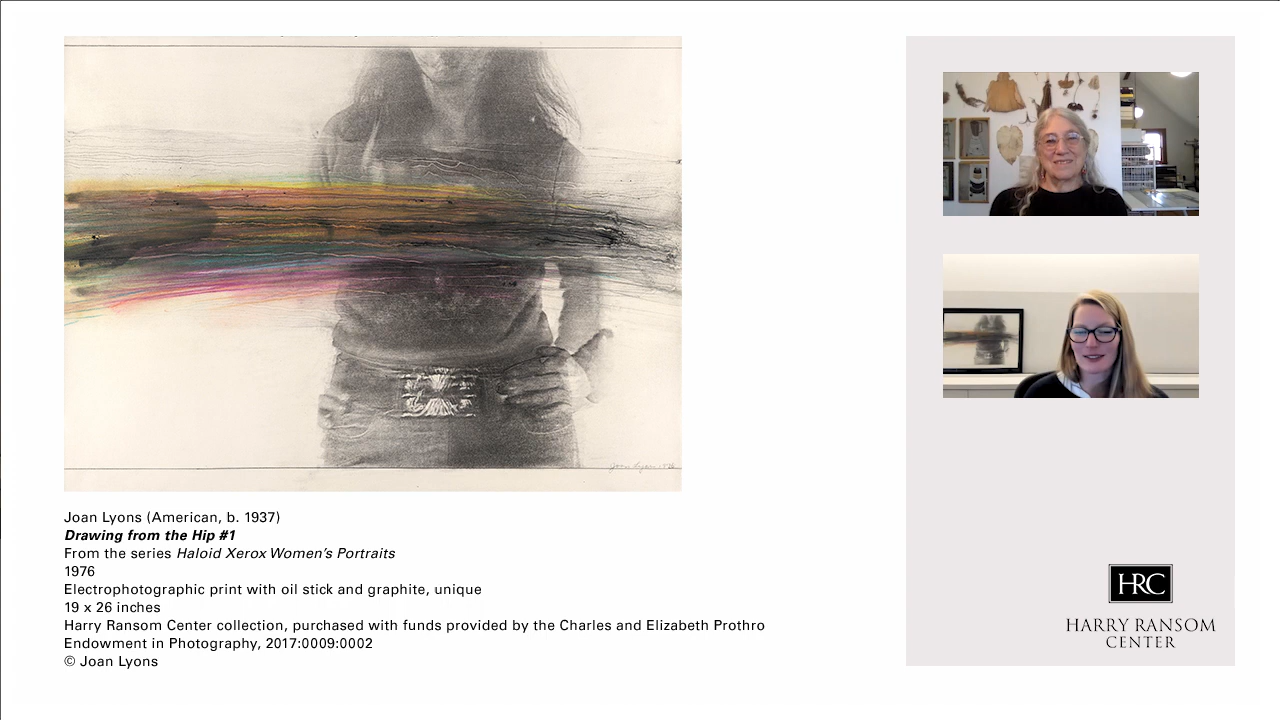 Joan Lyons (American, b. 1937)
Drawing from the Hip #1
From the series Haloid Xerox Women's Portraits
1976
Electrophotographic print with oil stick and graphite, unique
19 x 26 inches
Harry Ransom Center collection, purchased with funds provided by the Charles and Elizabeth Prothro
Endowment in Photography, 2017:0009:0002
© Joan Lyons
HRC
HARRY RANSOM
CENTER